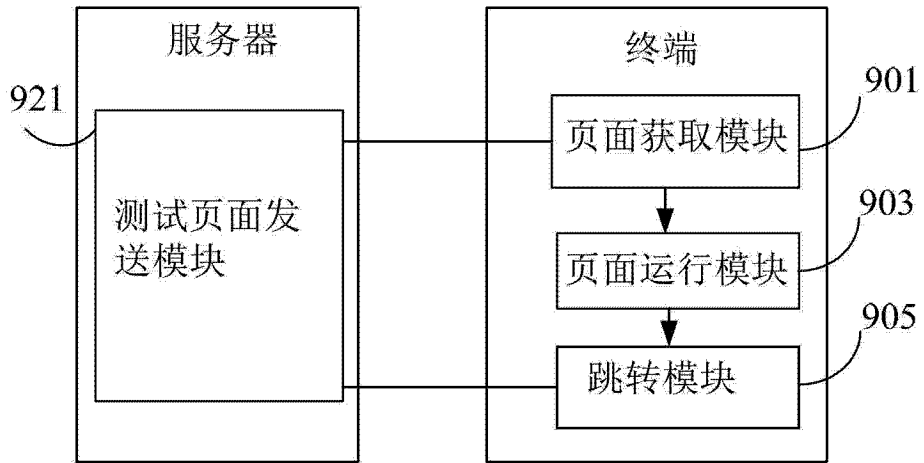 服务器
921
测试页面发
送模块
终端
901
页面获取模块
903
页面运行模块
905
跳转模块